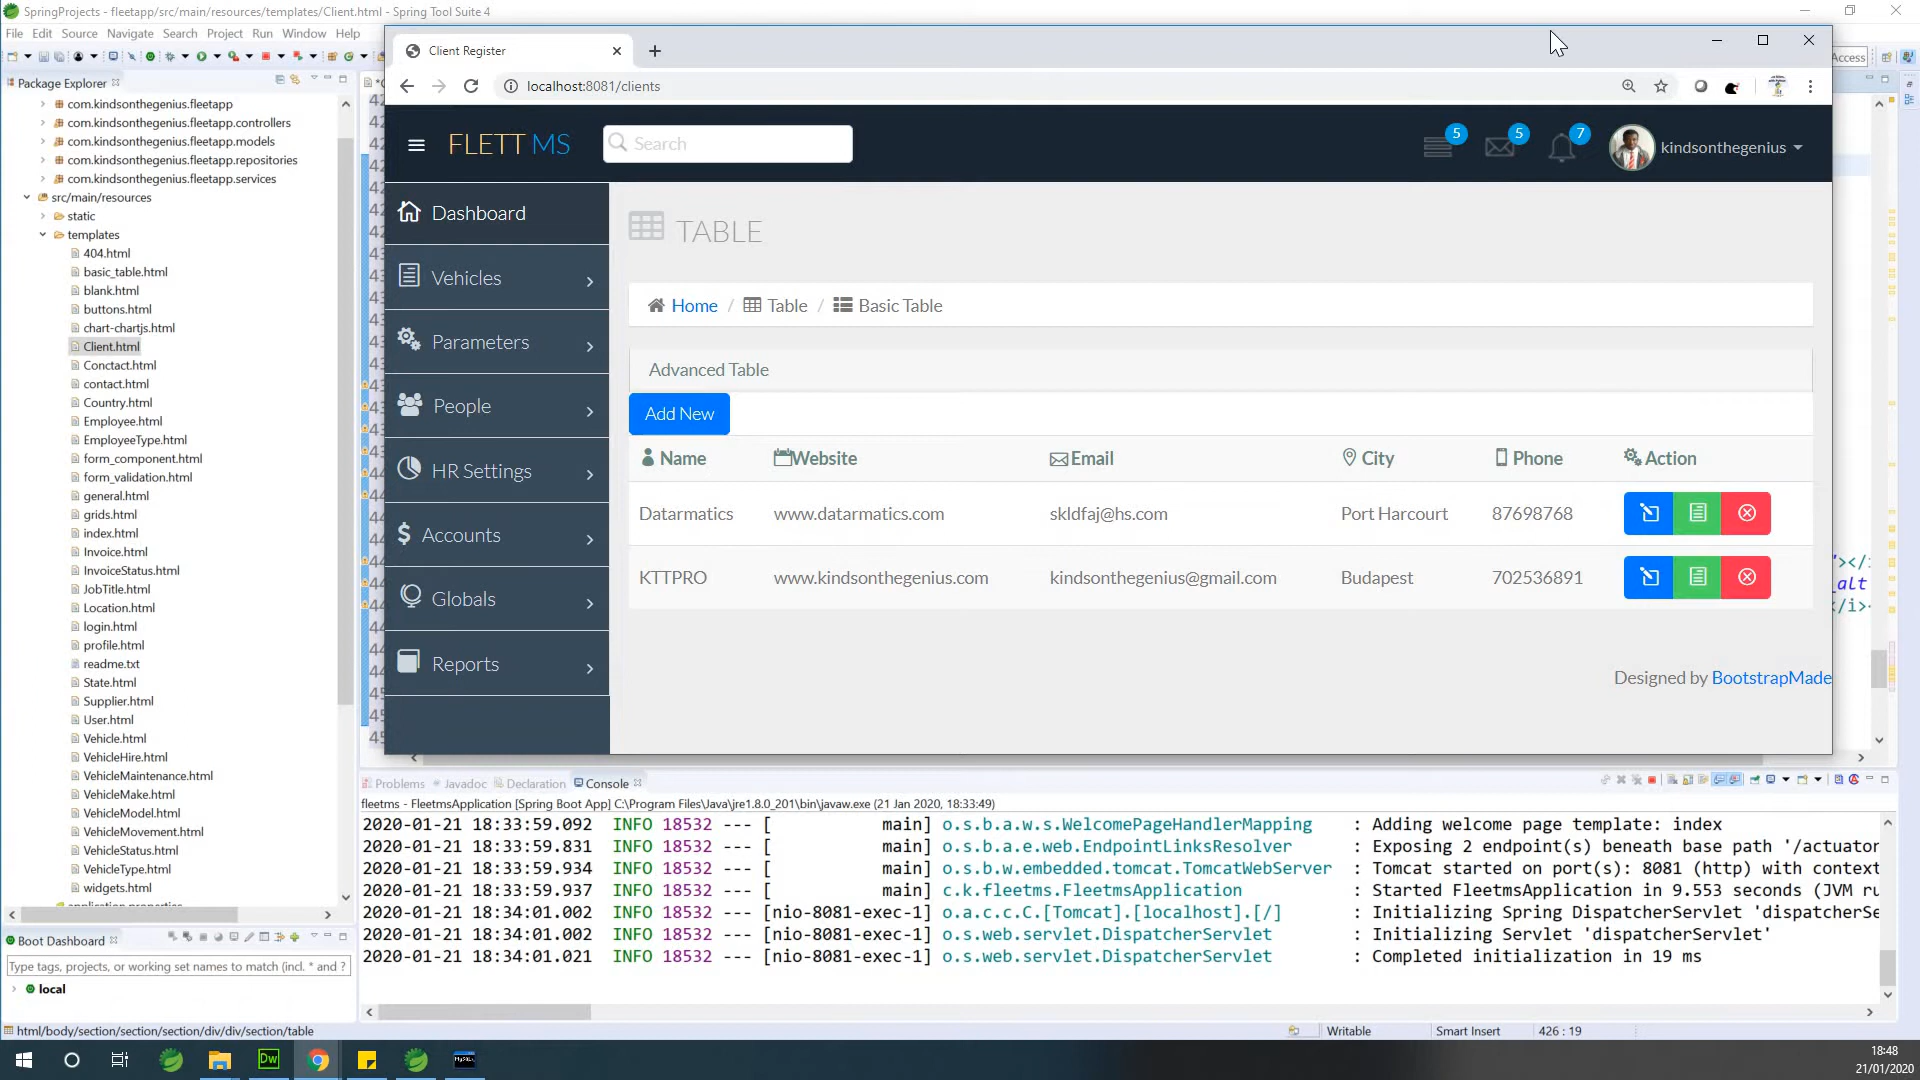 SpringProjects - fleetapp/src/main/resources/templates/Client.html - Spring Tool Suite 4
File Edit Source Navigate Search Project Run Window Help
Access
Package Explorer
com.kindsonthegenius.fleetapp
com.kindsonthegenius.fleetapp.controllers
com.kindsonthegenius.fleetapp.models
com.kindsonthegenius.fleetapp.repositories
com.kindsonthegenius.fleetapp.services
src/main/resources
static
templates
404.html
basic_table.html
blank.html
buttons.html
chart-chartjs.html
Client.html
Conctact.html
contact.html
Country.html
Employee.html
EmployeeType.html
form_component.html
form_validation.html
general.html
grids.html
index.html
Invoice.html
InvoiceStatus.html
JobTitle.html
Location.html
login.html
profile.html
readme.txt
State.html
Supplier.html
User.html
Vehicle.html
VehicleHire.html
VehicleMaintenance.html
VehicleMake.html
VehicleModel.html
VehicleMovement.html
VehicleStatus.html
VehicleType.html
widgets.html
application.properties
Boot Dashboard
Type tags, projects, or working set names to match (incl. * and ?
local
Client Register
localhost:8081/clients
FLETT MS
Search
5
5
7
kindsonthegenius
Dashboard
Vehicles
Parameters
People
HR Settings
Accounts
Globals
Reports
TABLE
Home / Table / Basic Table
Advanced Table
Add New
Name Website Email City Phone Action
Datarmatics www.datarmatics.com skldfaj@hs.com Port Harcourt 87698768
KTTPRO www.kindsonthegenius.com kindsonthegenius@gmail.com Budapest 702536891
Designed by BootstrapMade
"></i
_alt
</i>
Problems Javadoc Declaration Console
fleetms - FleetmsApplication [Spring Boot App] C:\Program Files\Java\jre1.8.0_201\bin\javaw.exe (21 Jan 2020, 18:33:49)
2020-01-21 18:33:59.092 INFO 18532 --- [ main] o.s.b.a.w.s.WelcomePageHandlerMapping : Adding welcome page template: index
2020-01-21 18:33:59.831 INFO 18532 --- [ main] o.s.b.a.e.web.EndpointLinksResolver : Exposing 2 endpoint(s) beneath base path '/actuator
2020-01-21 18:33:59.934 INFO 18532 --- [ main] o.s.b.w.embedded.tomcat.TomcatWebServer : Tomcat started on port(s): 8081 (http) with context
2020-01-21 18:33:59.937 INFO 18532 --- [ main] c.k.fleetms.FleetmsApplication : Started FleetmsApplication in 9.553 seconds (JVM ru
2020-01-21 18:34:01.002 INFO 18532 --- [nio-8081-exec-1] o.a.c.c.C.[Tomcat].[localhost].[/] : Initializing Spring DispatcherServlet 'dispatcherSe
2020-01-21 18:34:01.002 INFO 18532 --- [nio-8081-exec-1] o.s.web.servlet.DispatcherServlet : Initializing Servlet 'dispatcherServlet'
2020-01-21 18:34:01.021 INFO 18532 --- [nio-8081-exec-1] o.s.web.servlet.DispatcherServlet : Completed initialization in 19 ms
html/body/section/section/section/div/div/section/table
Writable Smart Insert 426 : 19
Dw
18:48
21/01/2020